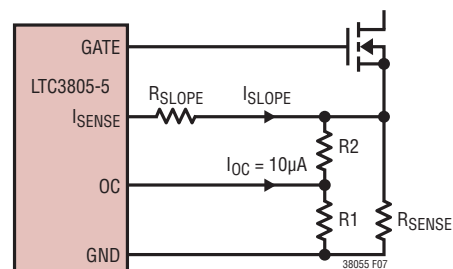 GATE
LTC3805-5
R_SLOPE
I_SLOPE
I_SENSE
R2
I_OC = 10µA
OC
R1
R_SENSE
GND
38055 F07